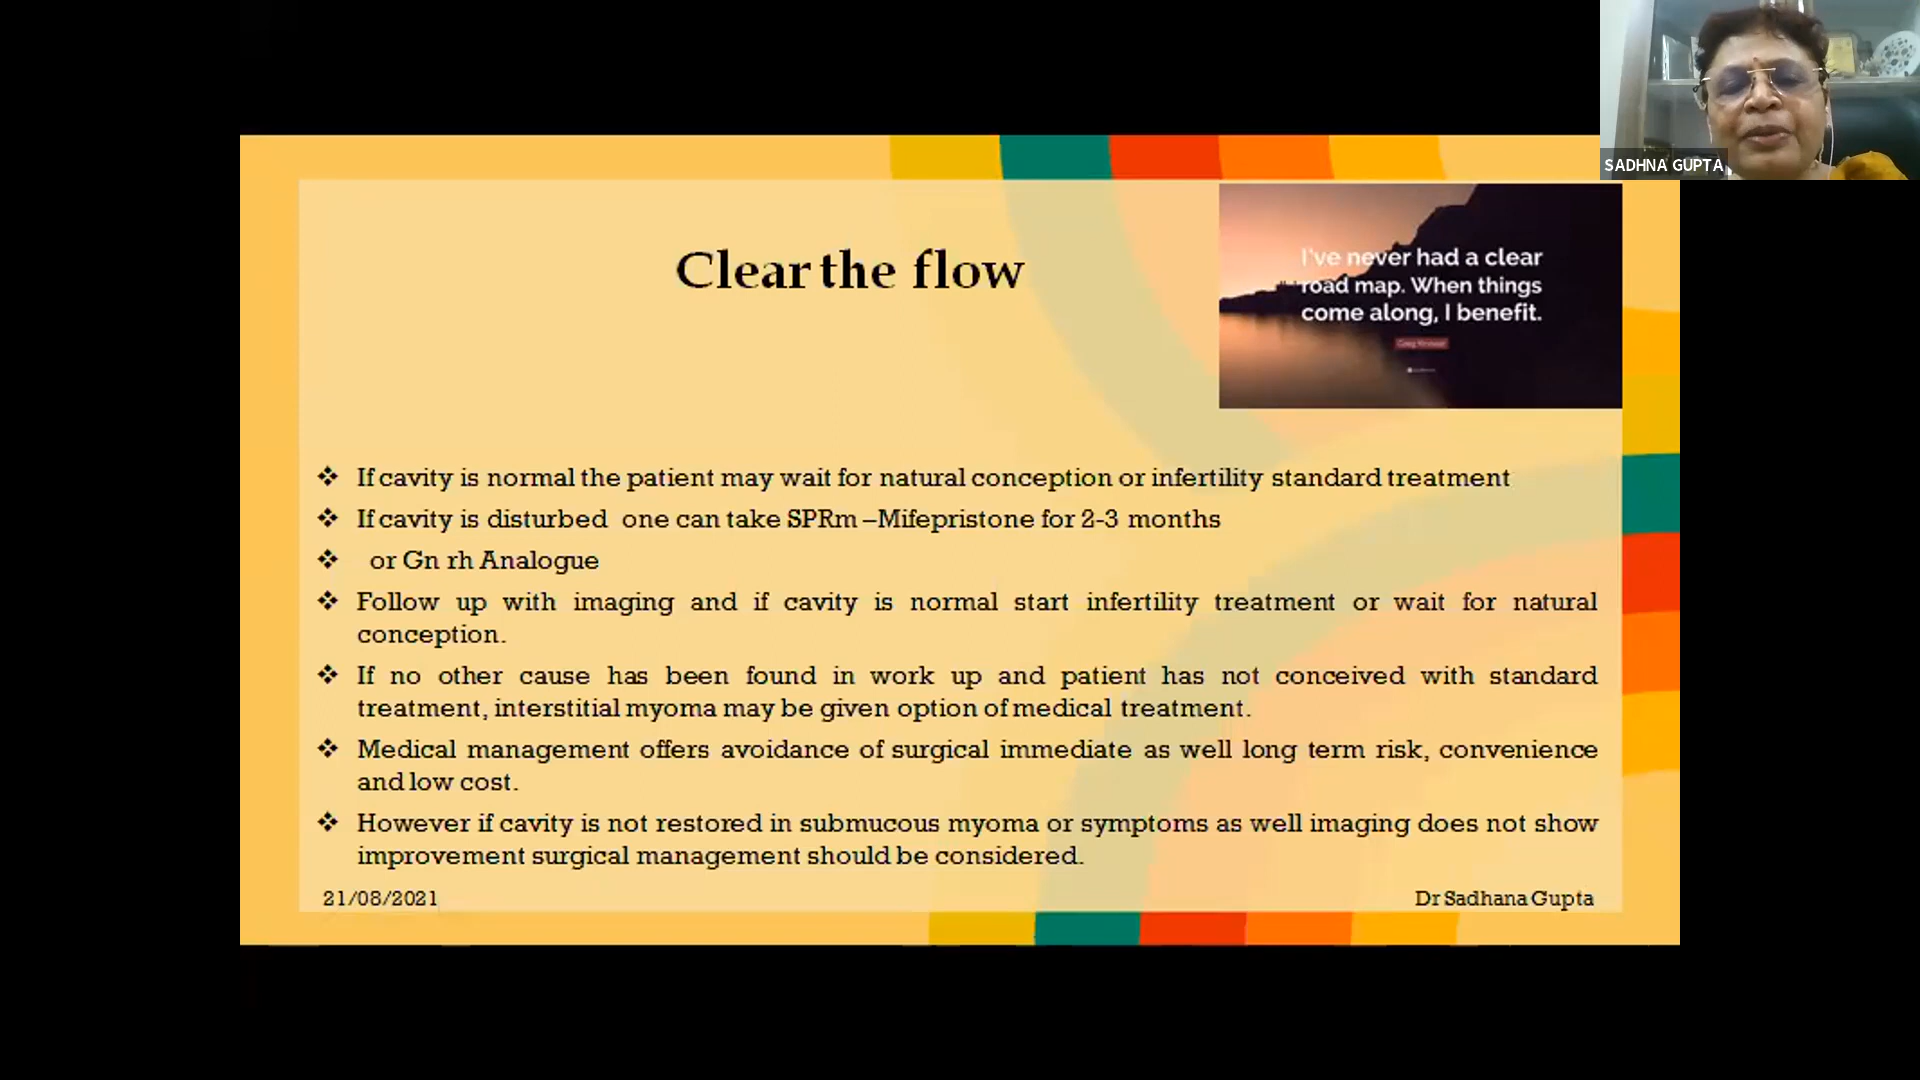 SADHNA GUPTA
Clear the flow
I've never had a clear
road map. When things
come along, I benefit.
❖ If cavity is normal the patient may wait for natural conception or infertility standard treatment
❖ If cavity is disturbed one can take SPRm –Mifepristone for 2-3 months
❖ or Gn rh Analogue
❖ Follow up with imaging and if cavity is normal start infertility treatment or wait for natural
conception.
❖ If no other cause has been found in work up and patient has not conceived with standard
treatment, interstitial myoma may be given option of medical treatment.
❖ Medical management offers avoidance of surgical immediate as well long term risk, convenience
and low cost.
❖ However if cavity is not restored in submucous myoma or symptoms as well imaging does not show
improvement surgical management should be considered.
21/08/2021
Dr Sadhana Gupta